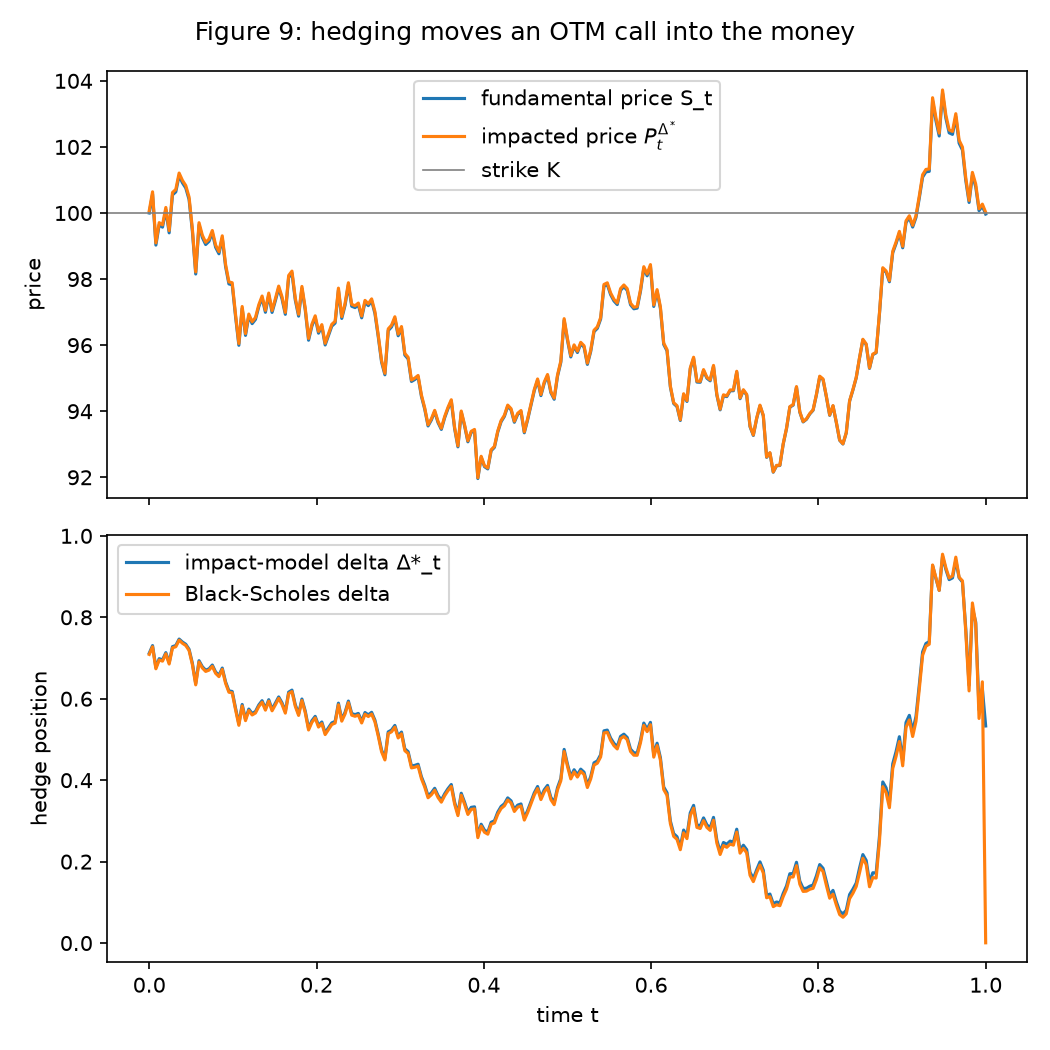 Figure 9: hedging moves an OTM call into the money
104
102
100
98
96
94
92
price
fundamental price S_t
impacted price P_t^{Δ*}
strike K
1.0
0.8
0.6
0.4
0.2
0.0
hedge position
impact-model delta Δ*_t
Black-Scholes delta
0.0 0.2 0.4 0.6 0.8 1.0
time t